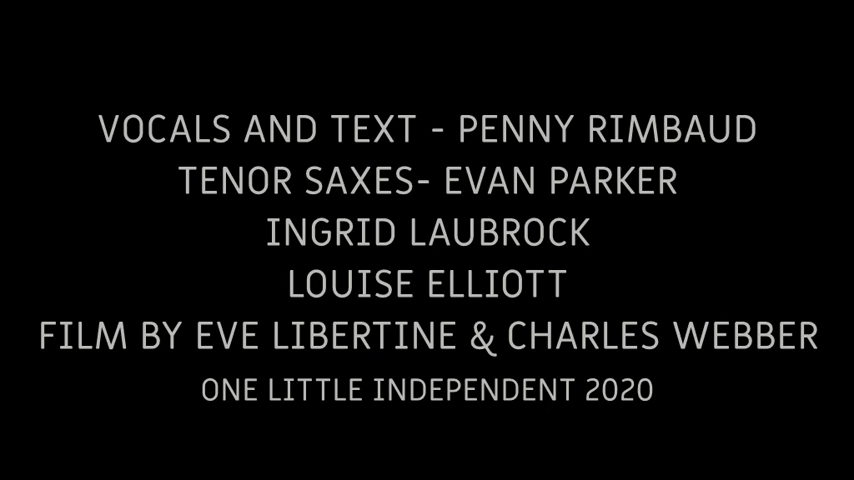 VOCALS AND TEXT - PENNY RIMBAUD
TENOR SAXES- EVAN PARKER
INGRID LAUBROCK
LOUISE ELLIOTT
FILM BY EVE LIBERTINE & CHARLES WEBBER
ONE LITTLE INDEPENDENT 2020